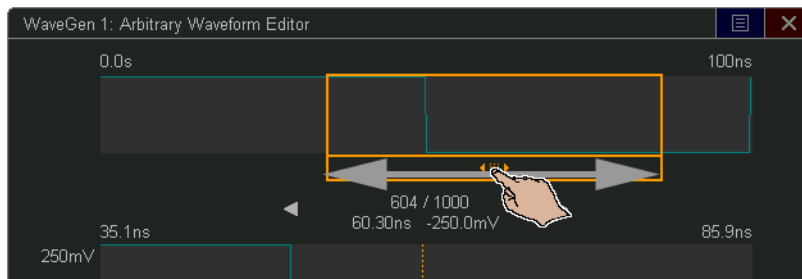 WaveGen 1: Arbitrary Waveform Editor
0.0s 100ns
604 / 1000
60.30ns -250.0mV
35.1ns 85.9ns
250mV